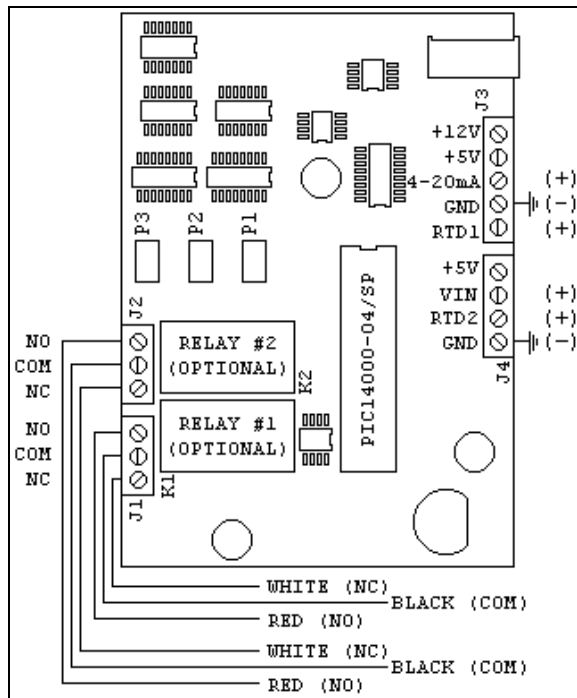 J3
+12V
+5V
4-20mA (+)
GND (-)
RTD1 (+)
P3 P2 P1
+5V
VIN (+)
RTD2 (+)
GND (-)
J4
PIC14000-04/SP
J2
NO
COM
NC
RELAY #2
(OPTIONAL)
K2
NO
COM
NC
RELAY #1
(OPTIONAL)
K1
J1
WHITE (NC)
BLACK (COM)
RED (NO)
WHITE (NC)
BLACK (COM)
RED (NO)